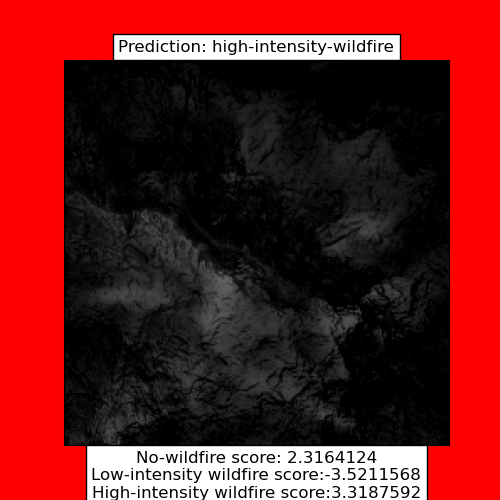 Prediction: high-intensity-wildfire
No-wildfire score: 2.3164124
Low-intensity wildfire score:-3.5211568
High-intensity wildfire score:3.3187592